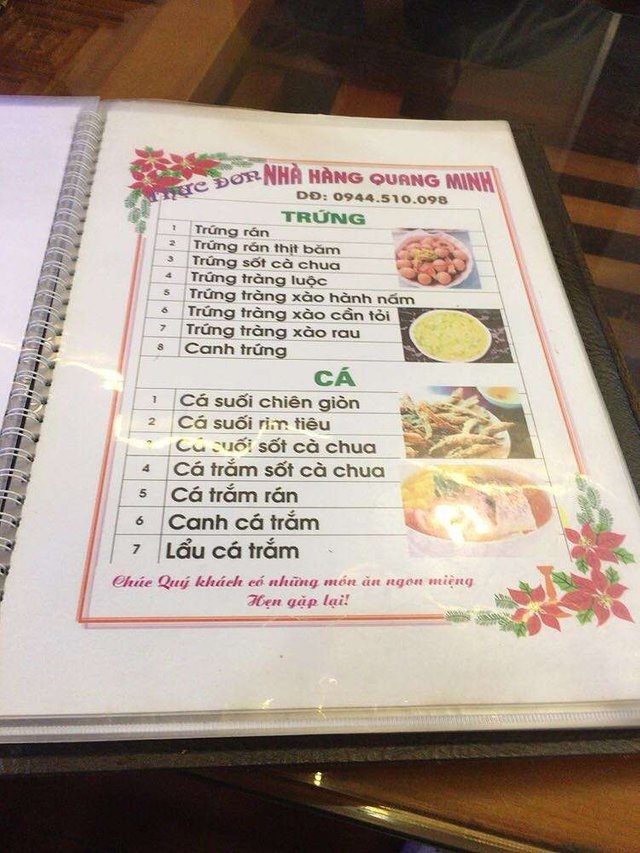 THỰC ĐƠN NHÀ HÀNG QUANG MINH
DĐ: 0944.510.098
TRỨNG
1 Trứng rán
2 Trứng rán thịt băm
3 Trứng sốt cà chua
4 Trứng tràng luộc
5 Trứng tràng xào hành nấm
6 Trứng tràng xào cần tỏi
7 Trứng tràng xào rau
8 Canh trứng
CÁ
1 Cá suối chiên giòn
2 Cá suối rim tiêu
3 Cá suối sốt cà chua
4 Cá trắm sốt cà chua
5 Cá trắm rán
6 Canh cá trắm
7 Lẩu cá trắm
Chúc Quý khách có những món ăn ngon miệng
Hẹn gặp lại!